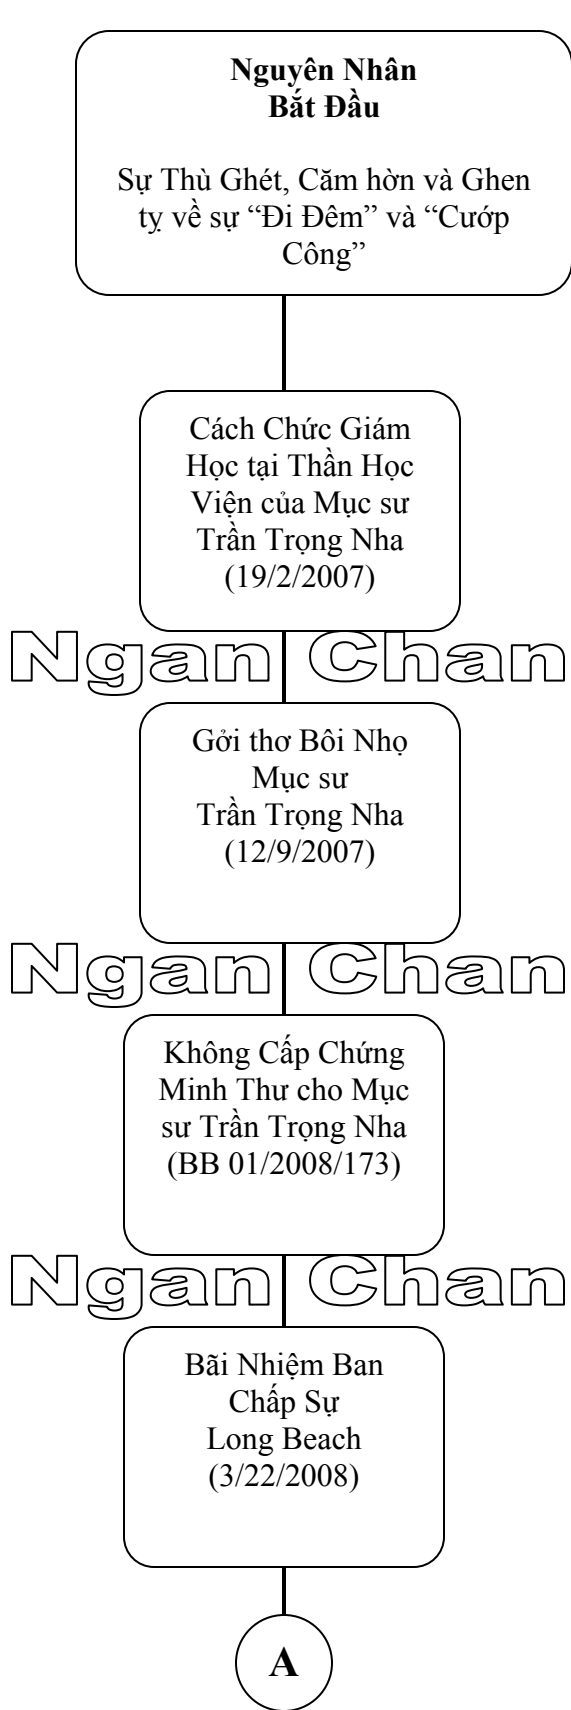 Nguyên Nhân
Bắt Đầu
Sự Thù Ghét, Căm hờn và Ghen
tỵ về sự “Đi Đêm” và “Cướp
Công”
Cách Chức Giám
Học tại Thần Học
Viện của Mục sư
Trần Trọng Nha
(19/2/2007)
Ngan Chan
Gởi thơ Bôi Nhọ
Mục sư
Trần Trọng Nha
(12/9/2007)
Ngan Chan
Không Cấp Chứng
Minh Thư cho Mục
sư Trần Trọng Nha
(BB 01/2008/173)
Ngan Chan
Bãi Nhiệm Ban
Chấp Sự
Long Beach
(3/22/2008)
A